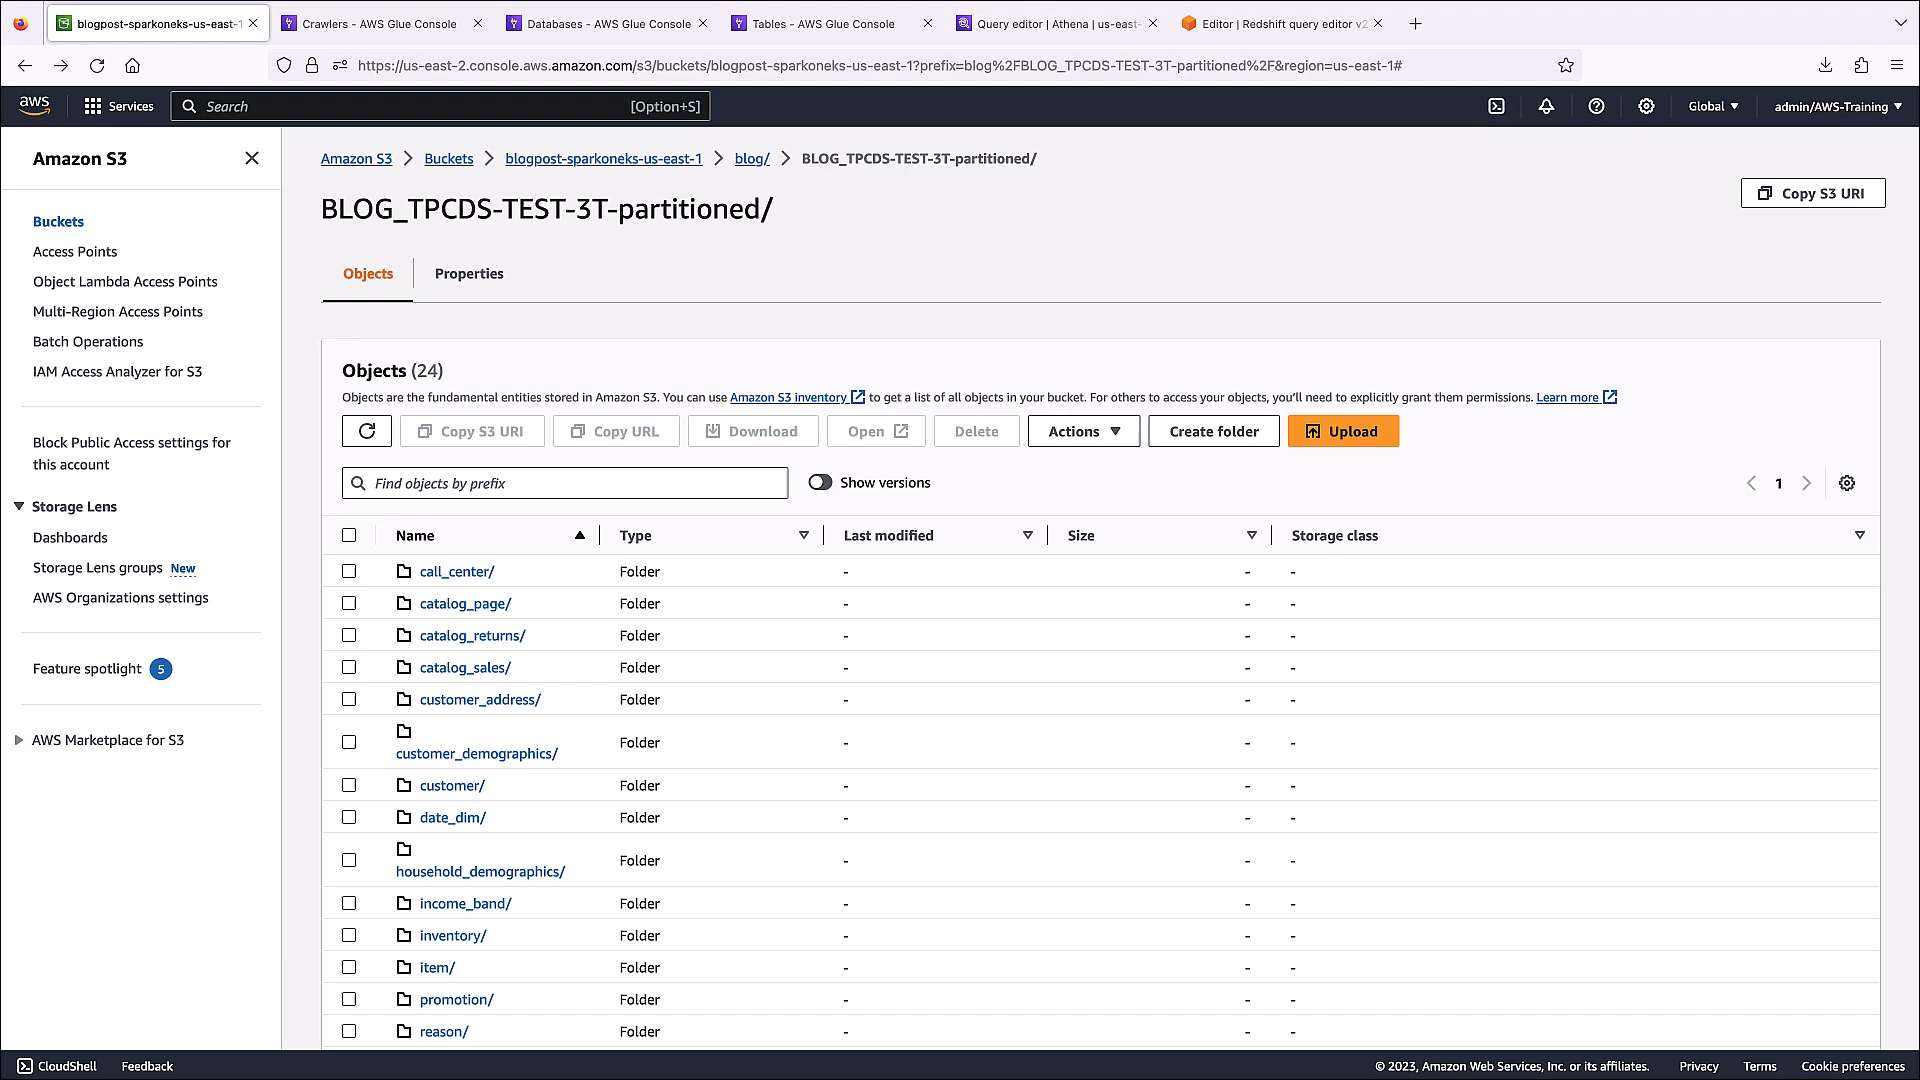 blogpost-sparkoneks-us-east-1
Crawlers - AWS Glue Console
Databases - AWS Glue Console
Tables - AWS Glue Console
Query editor | Athena | us-east-
Editor | Redshift query editor v2
https://us-east-2.console.aws.amazon.com/s3/buckets/blogpost-sparkoneks-us-east-1?prefix=blog%2FBLOG_TPCDS-TEST-3T-partitioned%2F&region=us-east-1#
aws
Services
Search
[Option+S]
Global
admin/AWS-Training
Amazon S3
Buckets
Access Points
Object Lambda Access Points
Multi-Region Access Points
Batch Operations
IAM Access Analyzer for S3
Block Public Access settings for
this account
Storage Lens
Dashboards
Storage Lens groups New
AWS Organizations settings
Feature spotlight 5
AWS Marketplace for S3
Amazon S3 > Buckets > blogpost-sparkoneks-us-east-1 > blog/ > BLOG_TPCDS-TEST-3T-partitioned/
BLOG_TPCDS-TEST-3T-partitioned/
Copy S3 URI
Objects
Properties
Objects (24)
Objects are the fundamental entities stored in Amazon S3. You can use Amazon S3 inventory to get a list of all objects in your bucket. For others to access your objects, you'll need to explicitly grant them permissions. Learn more
Copy S3 URI
Copy URL
Download
Open
Delete
Actions
Create folder
Upload
Find objects by prefix
Show versions
1
Name Type Last modified Size Storage class
call_center/ Folder - - -
catalog_page/ Folder - - -
catalog_returns/ Folder - - -
catalog_sales/ Folder - - -
customer_address/ Folder - - -
customer_demographics/ Folder - - -
customer/ Folder - - -
date_dim/ Folder - - -
household_demographics/ Folder - - -
income_band/ Folder - - -
inventory/ Folder - - -
item/ Folder - - -
promotion/ Folder - - -
reason/ Folder - - -
CloudShell
Feedback
© 2023, Amazon Web Services, Inc. or its affiliates.
Privacy
Terms
Cookie preferences